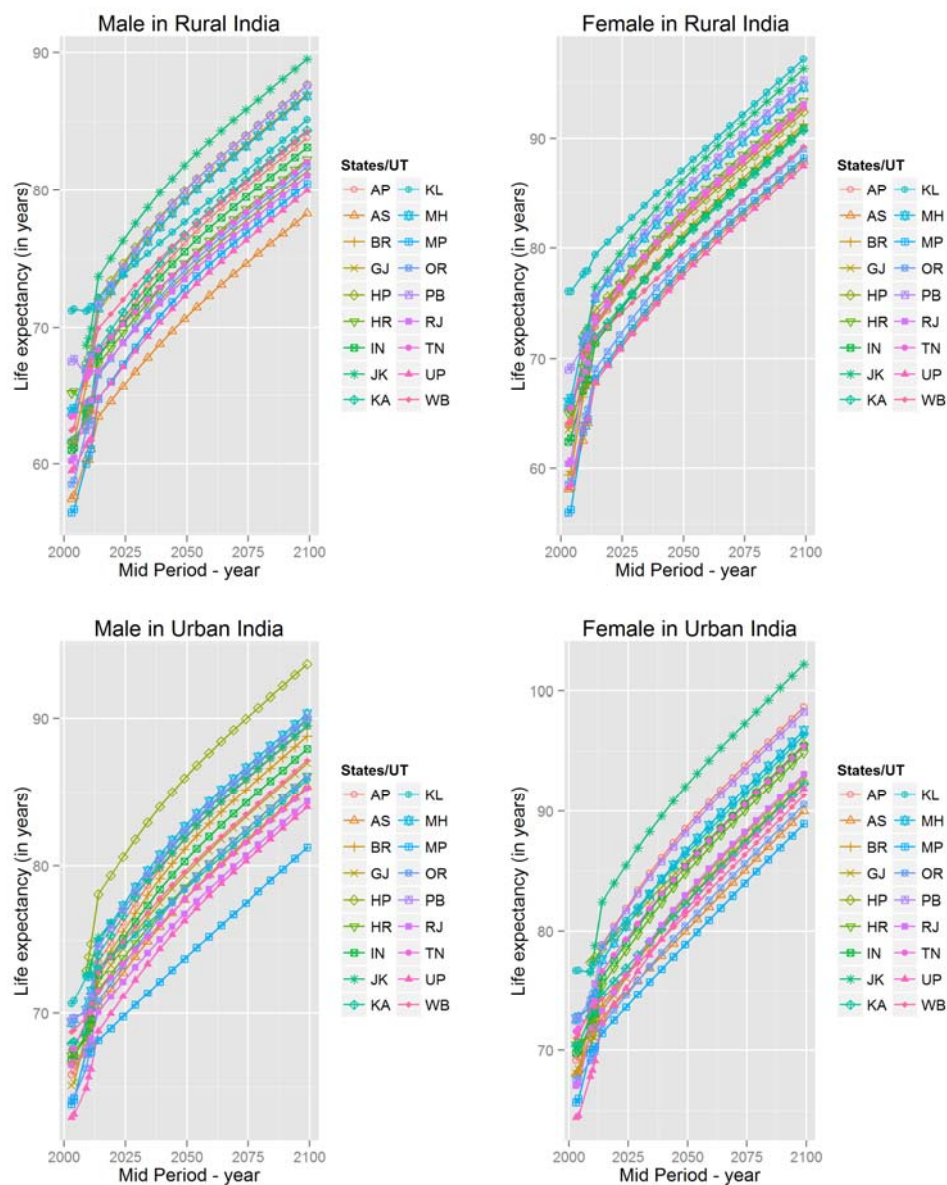 Male in Rural India
Life expectancy (in years)
90
80
70
60
2000 2025 2050 2075 2100
Mid Period - year
States/UT
AP KL
AS MH
BR MP
GJ OR
HP PB
HR RJ
IN TN
JK UP
KA WB
Female in Rural India
Life expectancy (in years)
90
80
70
60
2000 2025 2050 2075 2100
Mid Period - year
States/UT
AP KL
AS MH
BR MP
GJ OR
HP PB
HR RJ
IN TN
JK UP
KA WB
Male in Urban India
Life expectancy (in years)
90
80
70
2000 2025 2050 2075 2100
Mid Period - year
States/UT
AP KL
AS MH
BR MP
GJ OR
HP PB
HR RJ
IN TN
JK UP
KA WB
Female in Urban India
Life expectancy (in years)
100
90
80
70
2000 2025 2050 2075 2100
Mid Period - year
States/UT
AP KL
AS MH
BR MP
GJ OR
HP PB
HR RJ
IN TN
JK UP
KA WB